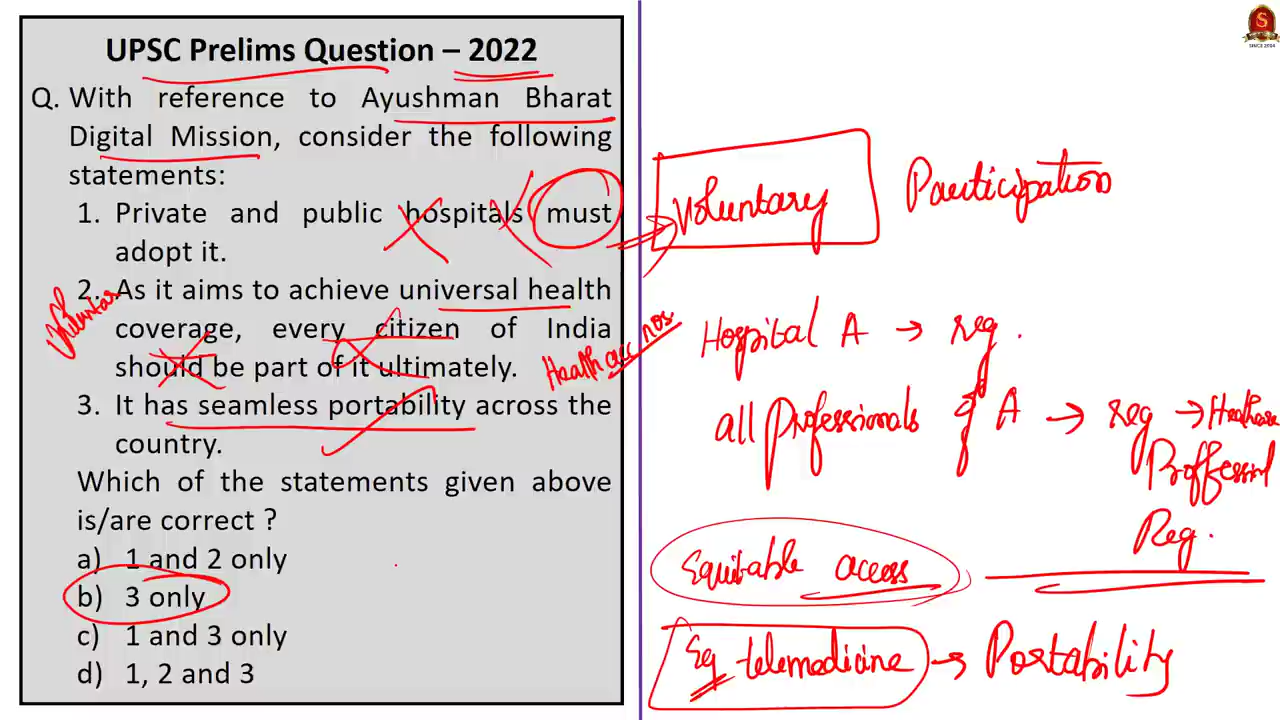 UPSC Prelims Question – 2022
Q. With reference to Ayushman Bharat
Digital Mission, consider the following
statements:
1. Private and public hospitals must
adopt it.
2. As it aims to achieve universal health
coverage, every citizen of India
should be part of it ultimately.
3. It has seamless portability across the
country.
Which of the statements given above
is/are correct ?
a) 1 and 2 only
b) 3 only
c) 1 and 3 only
d) 1, 2 and 3
Voluntary
Health acc nos
Voluntary Participation
Hospital A → reg.
all Professionals of A → reg → Healthcare
Proffessional
Reg.
Equitable access
Eg telemedicine → Portability
S
SINCE 2004